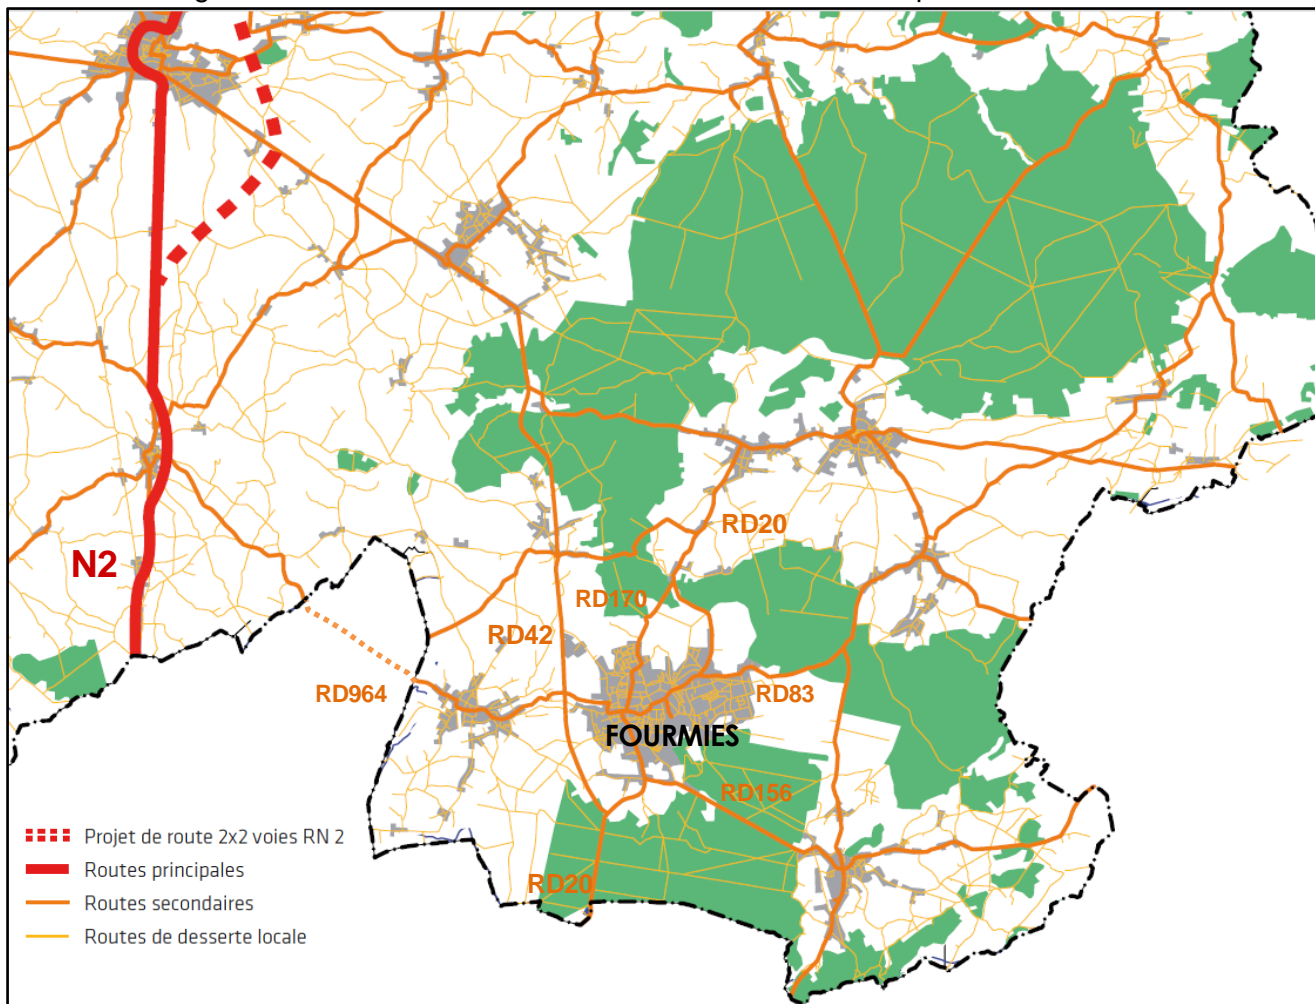 RD20
N2
RD170
RD42
RD964
RD83
FOURMIES
RD156
RD20
Projet de route 2x2 voies RN 2
Routes principales
Routes secondaires
Routes de desserte locale